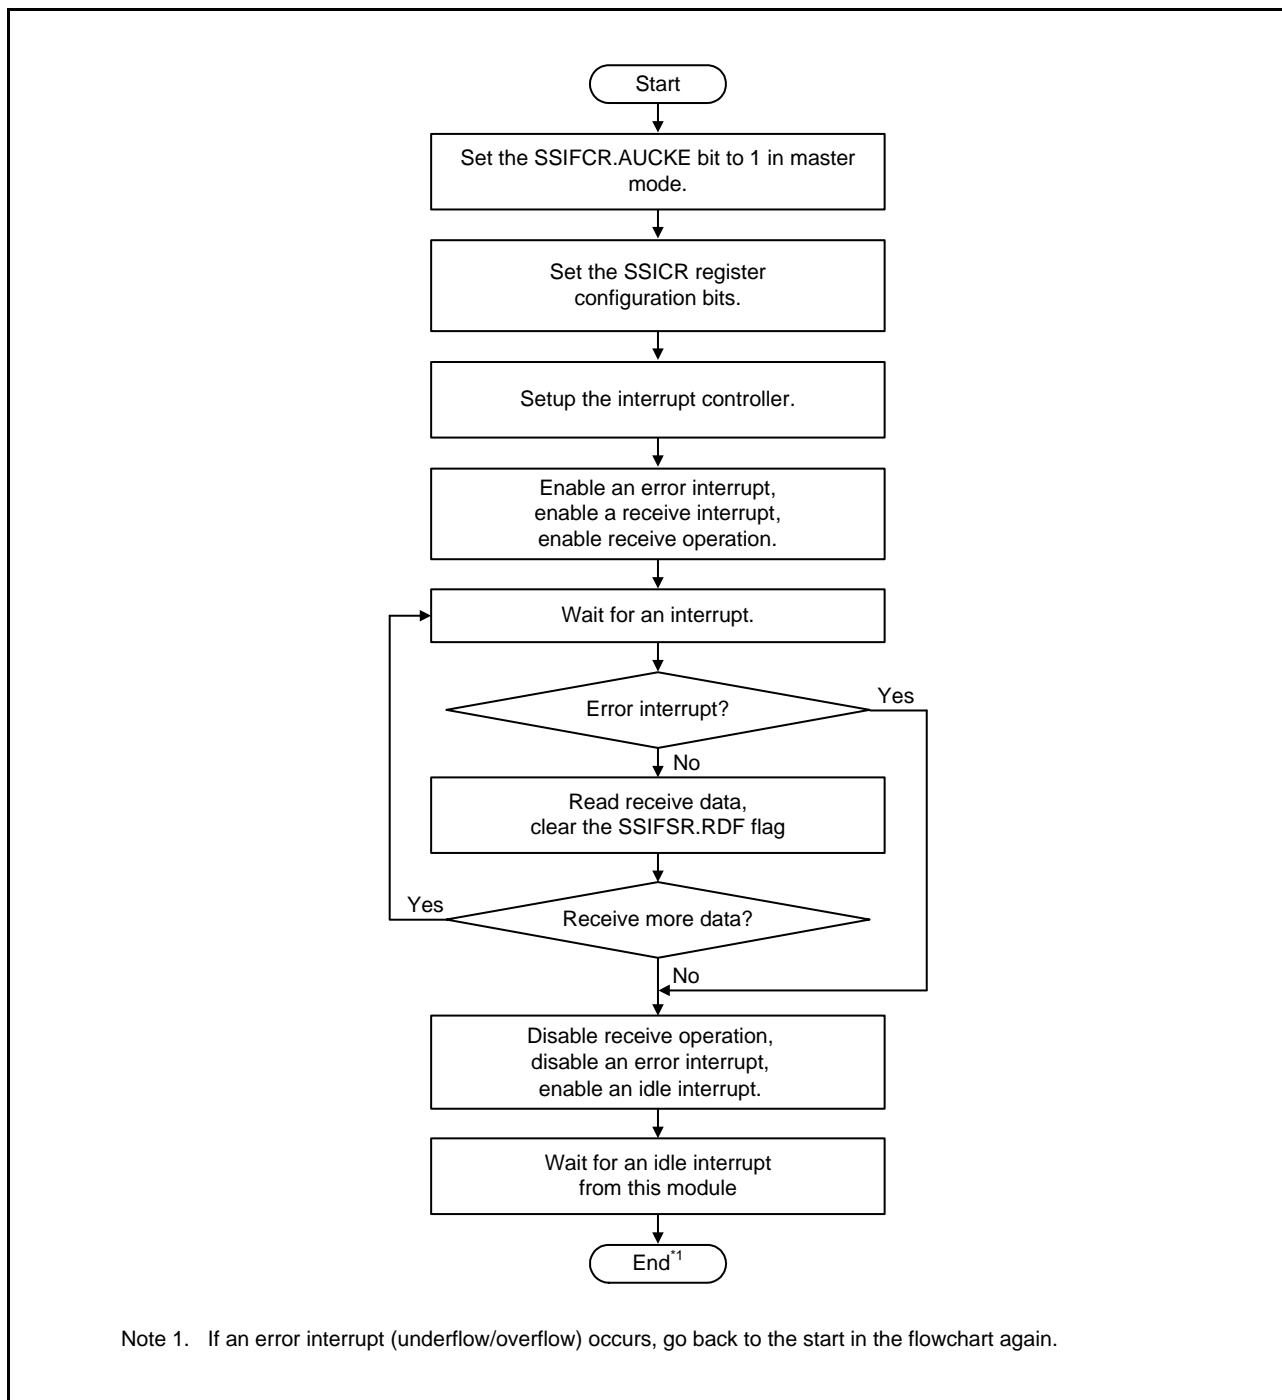 Start
Set the SSIFCR.AUCKE bit to 1 in master
mode.
Set the SSICR register
configuration bits.
Setup the interrupt controller.
Enable an error interrupt,
enable a receive interrupt,
enable receive operation.
Wait for an interrupt.
Error interrupt?
Yes
No
Read receive data,
clear the SSIFSR.RDF flag
Yes
Receive more data?
No
Disable receive operation,
disable an error interrupt,
enable an idle interrupt.
Wait for an idle interrupt
from this module
End*1
Note 1. If an error interrupt (underflow/overflow) occurs, go back to the start in the flowchart again.